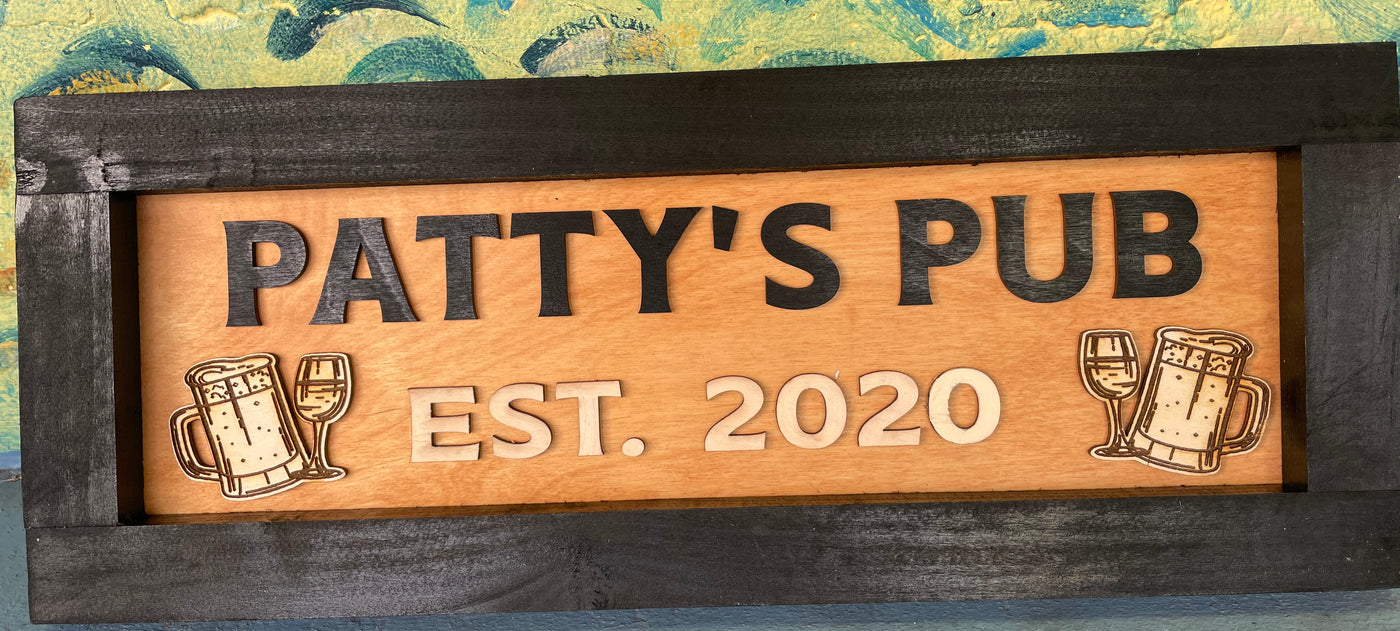 PATTY'S PUB
EST. 2020